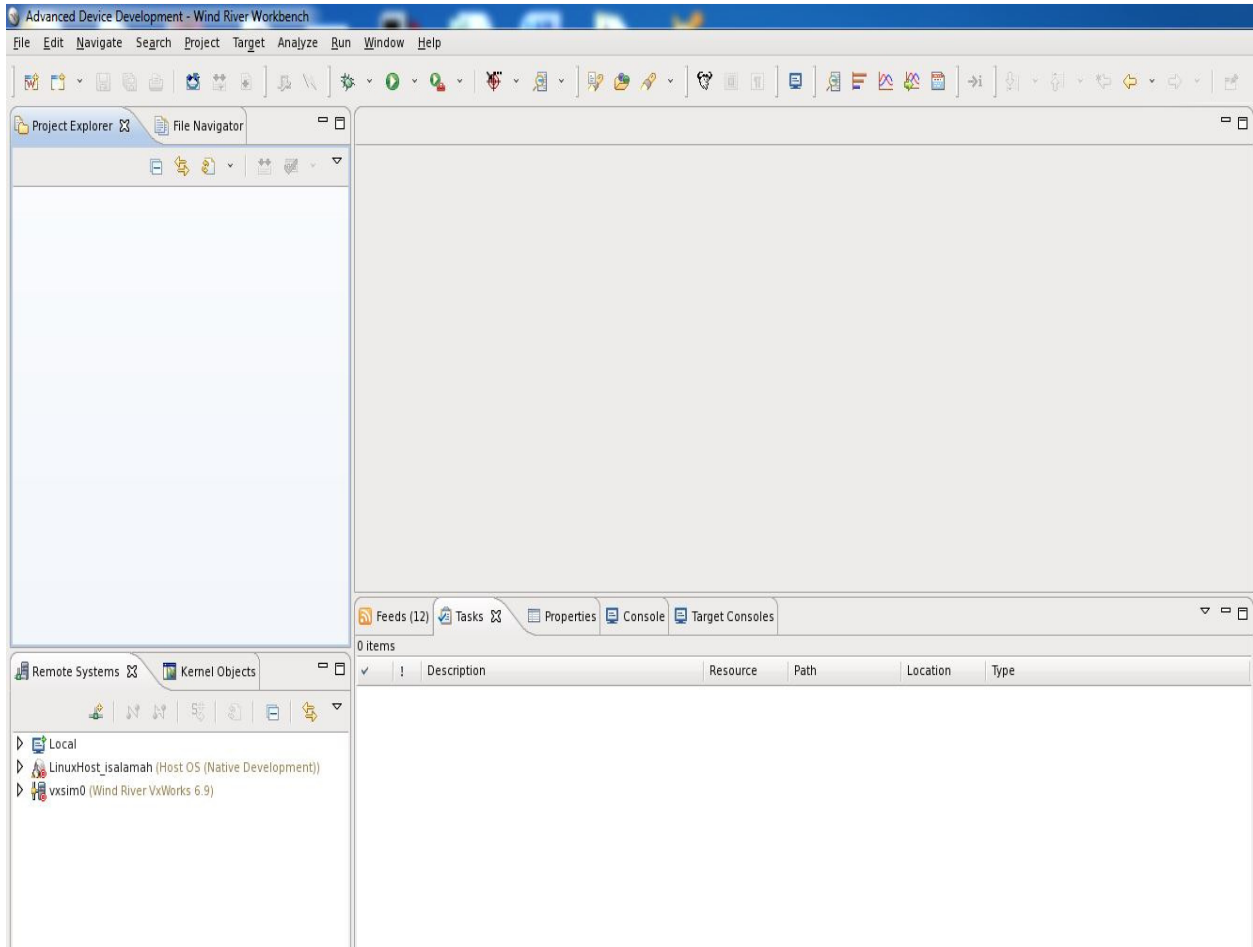 Advanced Device Development - Wind River Workbench
File Edit Navigate Search Project Target Analyze Run Window Help
Project Explorer File Navigator
Feeds (12) Tasks Properties Console Target Consoles
0 items
! Description Resource Path Location Type
Remote Systems Kernel Objects
Local
LinuxHost_isalamah (Host OS (Native Development))
vxsim0 (Wind River VxWorks 6.9)